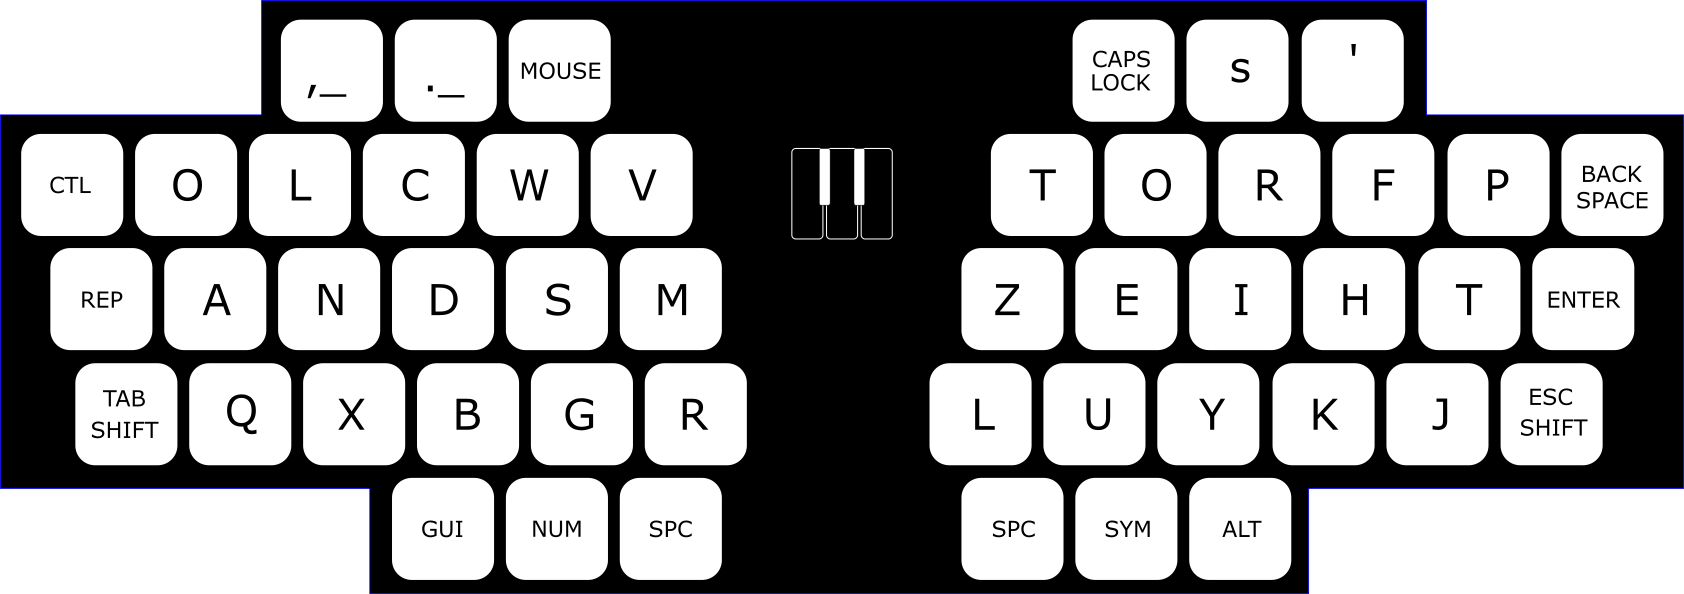 ,_ ._ MOUSE CAPS LOCK s '
CTL O L C W V T O R F P BACK SPACE
REP A N D S M Z E I H T ENTER
TAB SHIFT Q X B G R L U Y K J ESC SHIFT
GUI NUM SPC SPC SYM ALT